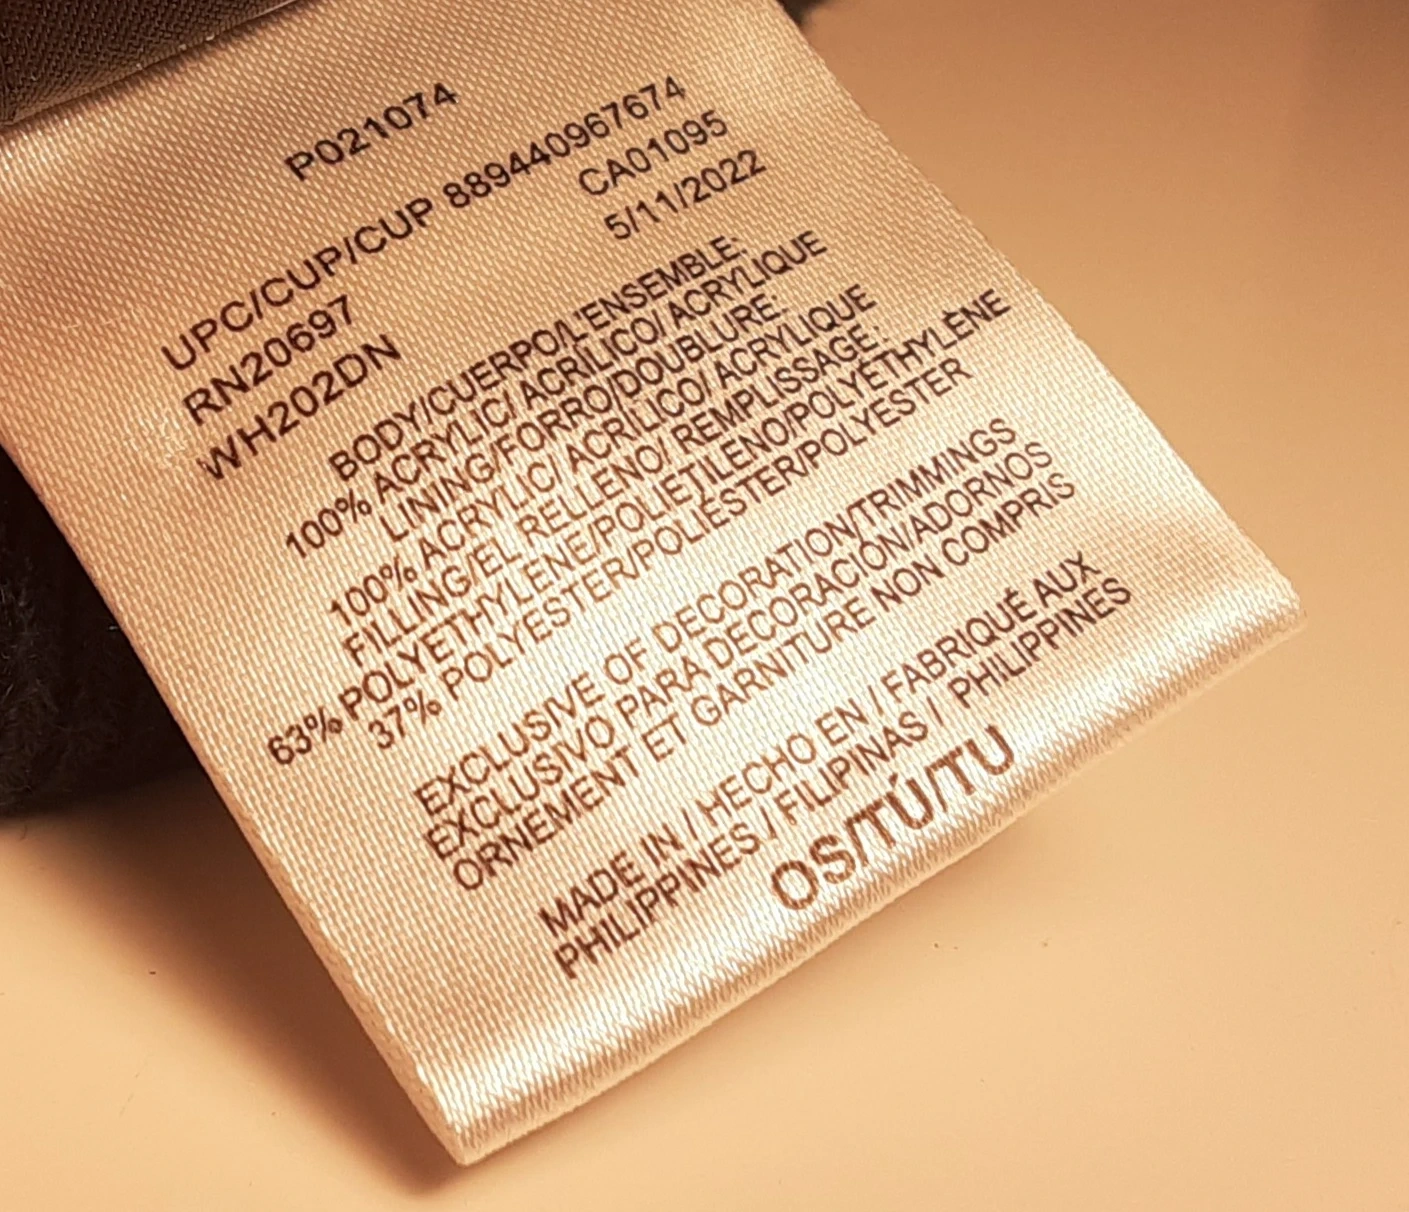 P021074
UPC/CUP/CUP 889440967674
RN20697 CA01095
WH202DN 5/11/2022
BODY/CUERPO/L'ENSEMBLE:
100% ACRYLIC/ ACRÍLICO/ ACRYLIQUE
LINING/FORRO/DOUBLURE:
100% ACRYLIC/ ACRÍLICO/ ACRYLIQUE
FILLING/EL RELLENO/ REMPLISSAGE:
63% POLYETHYLENE/POLIETILENO/POLYÉTHYLÈNE
37% POLYESTER/POLIÉSTER/POLYESTER
EXCLUSIVE OF DECORATION/TRIMMINGS
EXCLUSIVO PARA DECORACIÓN/ADORNOS
ORNEMENT ET GARNITURE NON COMPRIS
MADE IN / HECHO EN / FABRIQUÉ AUX
PHILIPPINES / FILIPINAS / PHILIPPINES
OS/TÚ/TU